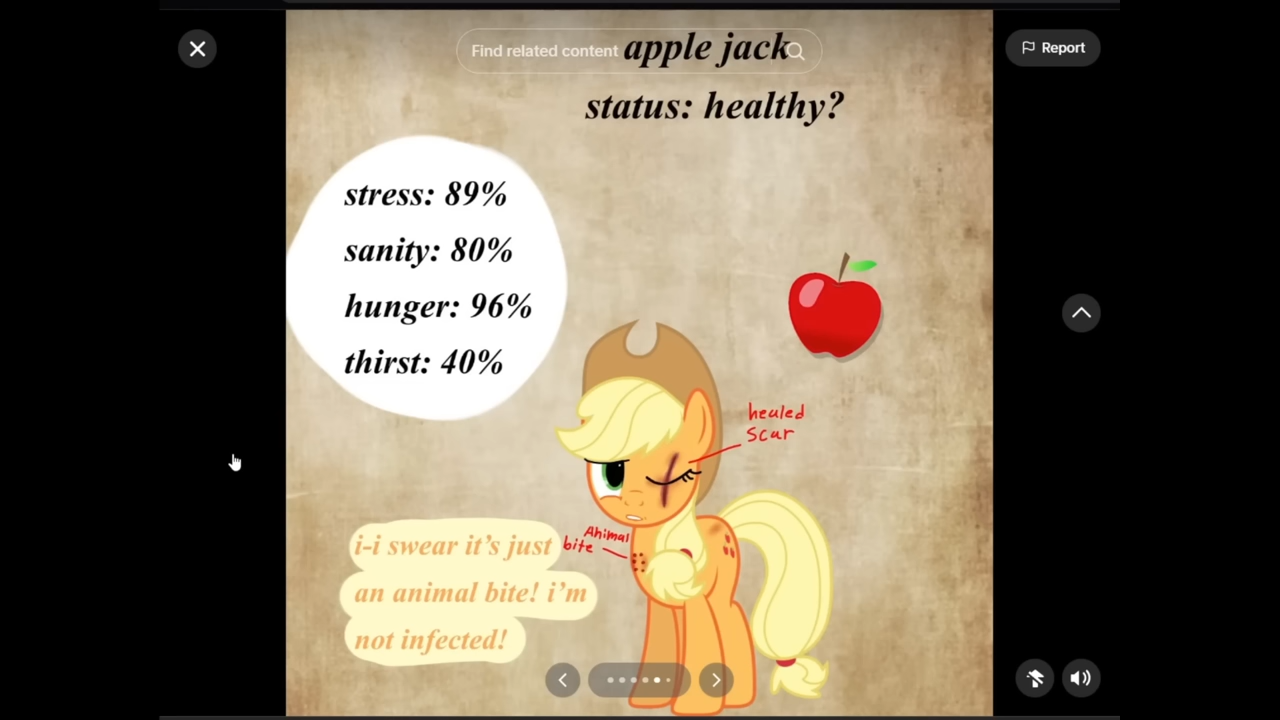 Find related content
Report
apple jack
status: healthy?
stress: 89%
sanity: 80%
hunger: 96%
thirst: 40%
healed
scar
Animal
bite
i-i swear it's just
an animal bite! i'm
not infected!